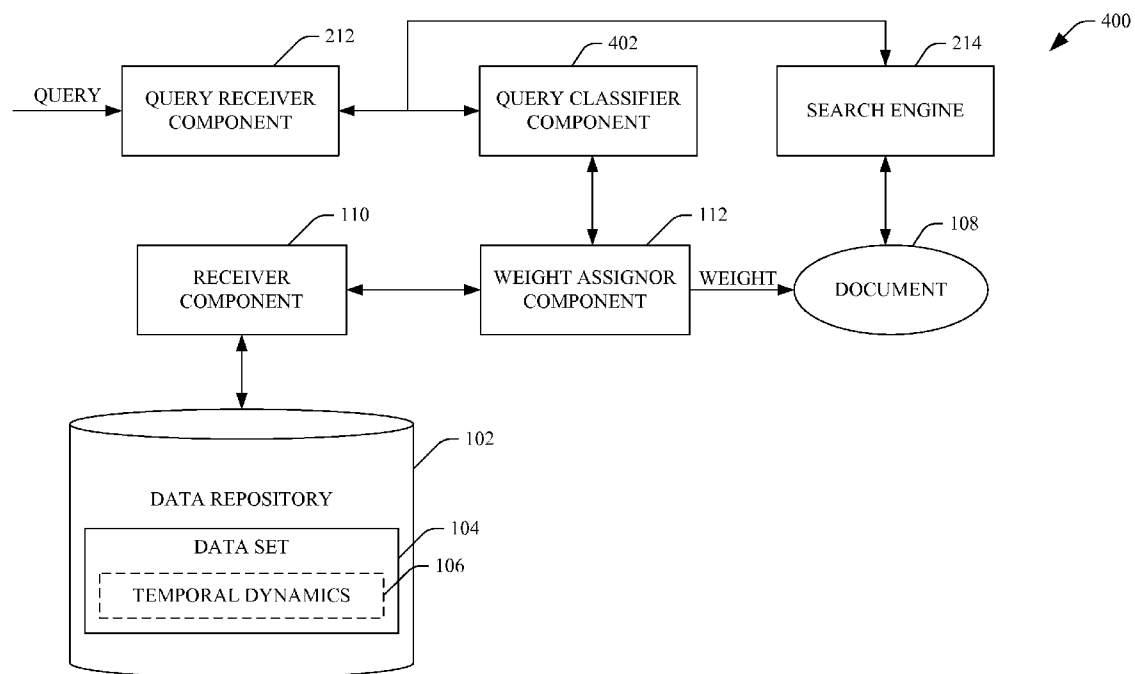 400
212
402
214
QUERY
QUERY RECEIVER
COMPONENT
QUERY CLASSIFIER
COMPONENT
SEARCH ENGINE
110
112
108
RECEIVER
COMPONENT
WEIGHT ASSIGNOR
COMPONENT
WEIGHT
DOCUMENT
102
DATA REPOSITORY
104
DATA SET
106
TEMPORAL DYNAMICS